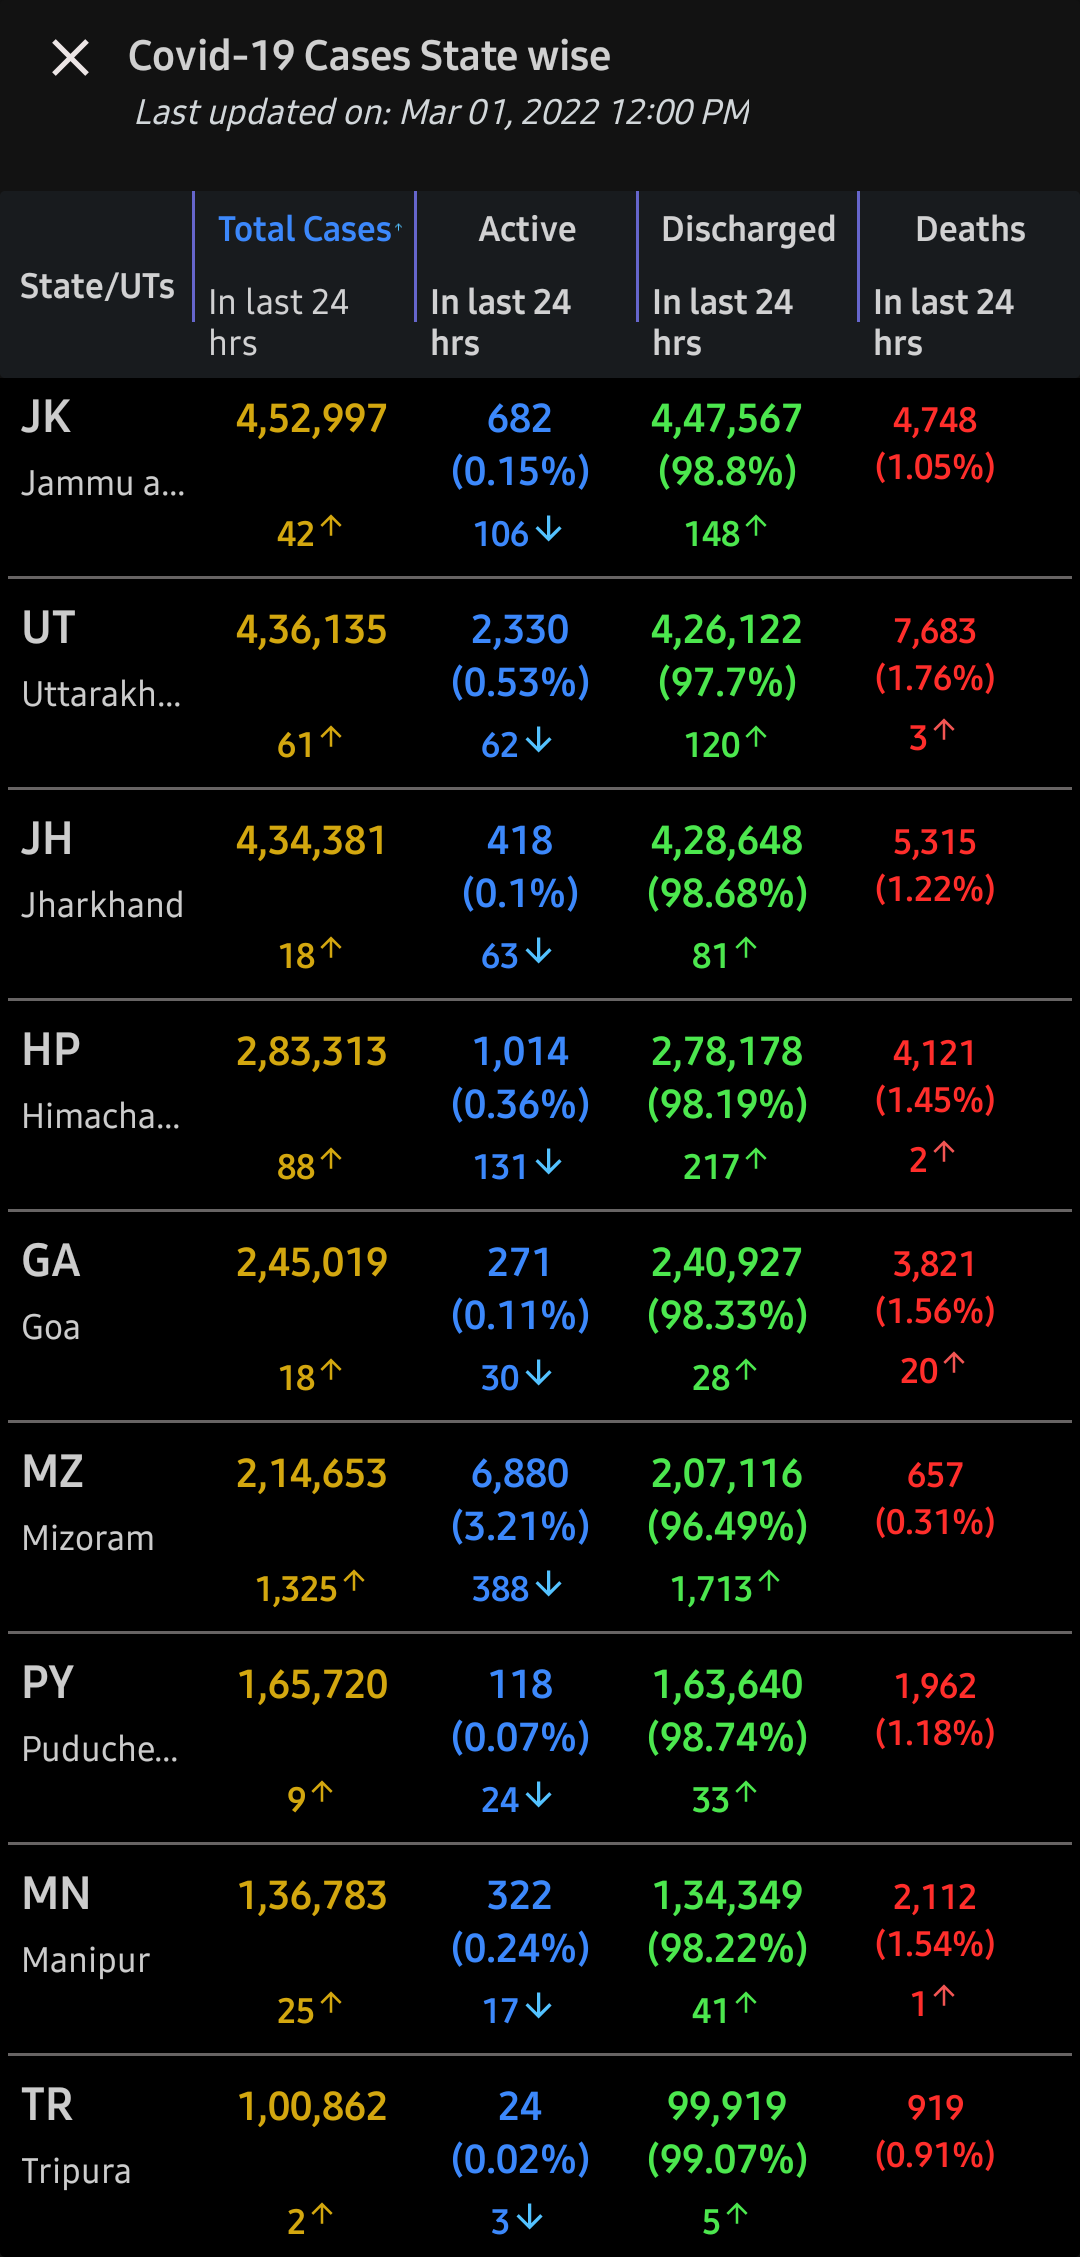 Covid-19 Cases State wise
Last updated on: Mar 01, 2022 12:00 PM
State/UTs
Total Cases↑ Active Discharged Deaths
In last 24 hrs In last 24 hrs In last 24 hrs In last 24 hrs
JK 4,52,997 682 4,47,567 4,748
Jammu a... (0.15%) (98.8%) (1.05%)
42↑ 106↓ 148↑
UT 4,36,135 2,330 4,26,122 7,683
Uttarakh... (0.53%) (97.7%) (1.76%)
61↑ 62↓ 120↑ 3↑
JH 4,34,381 418 4,28,648 5,315
Jharkhand (0.1%) (98.68%) (1.22%)
18↑ 63↓ 81↑
HP 2,83,313 1,014 2,78,178 4,121
Himacha... (0.36%) (98.19%) (1.45%)
88↑ 131↓ 217↑ 2↑
GA 2,45,019 271 2,40,927 3,821
Goa (0.11%) (98.33%) (1.56%)
18↑ 30↓ 28↑ 20↑
MZ 2,14,653 6,880 2,07,116 657
Mizoram (3.21%) (96.49%) (0.31%)
1,325↑ 388↓ 1,713↑
PY 1,65,720 118 1,63,640 1,962
Puduche... (0.07%) (98.74%) (1.18%)
9↑ 24↓ 33↑
MN 1,36,783 322 1,34,349 2,112
Manipur (0.24%) (98.22%) (1.54%)
25↑ 17↓ 41↑ 1↑
TR 1,00,862 24 99,919 919
Tripura (0.02%) (99.07%) (0.91%)
2↑ 3↓ 5↑